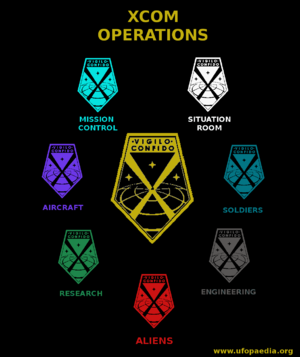 XCOM
OPERATIONS
VIGILO
CONFIDO
VIGILO
CONFIDO
MISSION
CONTROL
SITUATION
ROOM
·VIGILO·
CONFIDO
VIGILO
CONFIDO
VIGILO
CONFIDO
AIRCRAFT
SOLDIERS
VIGILO
CONFIDO
VIGILO
CONFIDO
RESEARCH
ENGINEERING
VIGILO
CONFIDO
ALIENS
www.ufopaedia.org